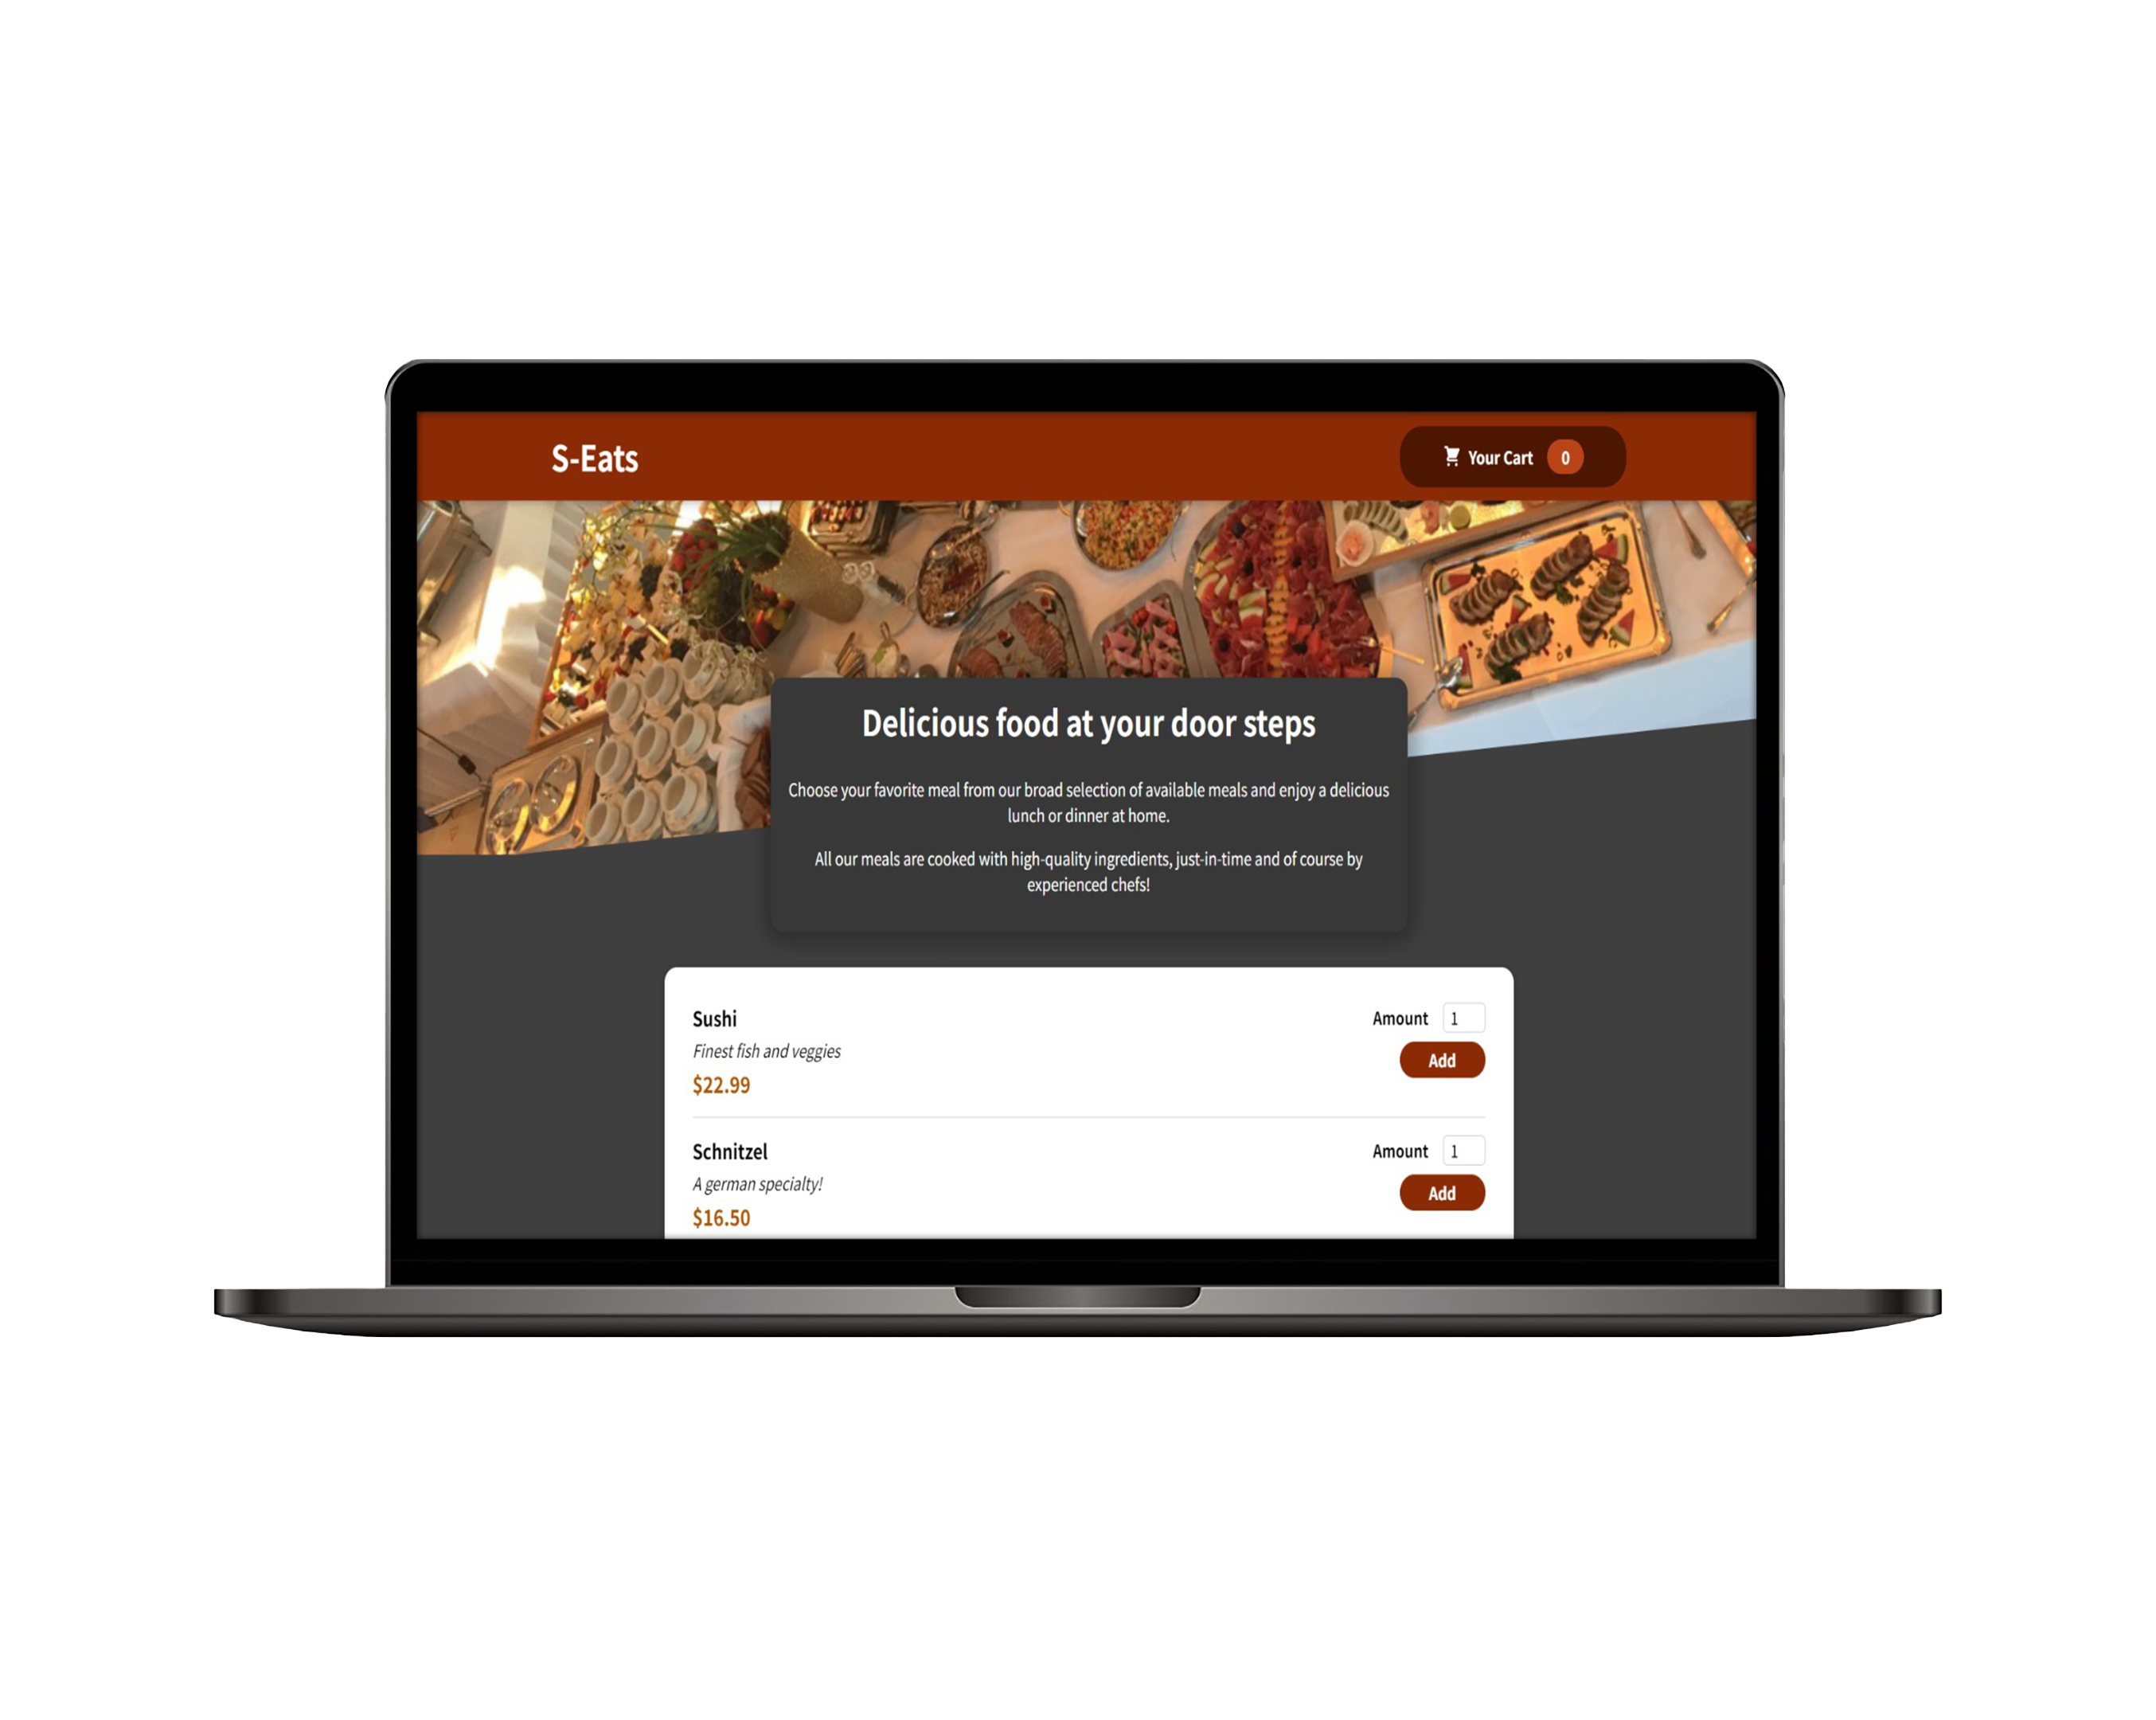 S-Eats
Your Cart 0
Delicious food at your door steps
Choose your favorite meal from our broad selection of available meals and enjoy a delicious
lunch or dinner at home.
All our meals are cooked with high-quality ingredients, just-in-time and of course by
experienced chefs!
Sushi
Amount 1
Finest fish and veggies
Add
$22.99
Schnitzel
Amount 1
A german specialty!
Add
$16.50